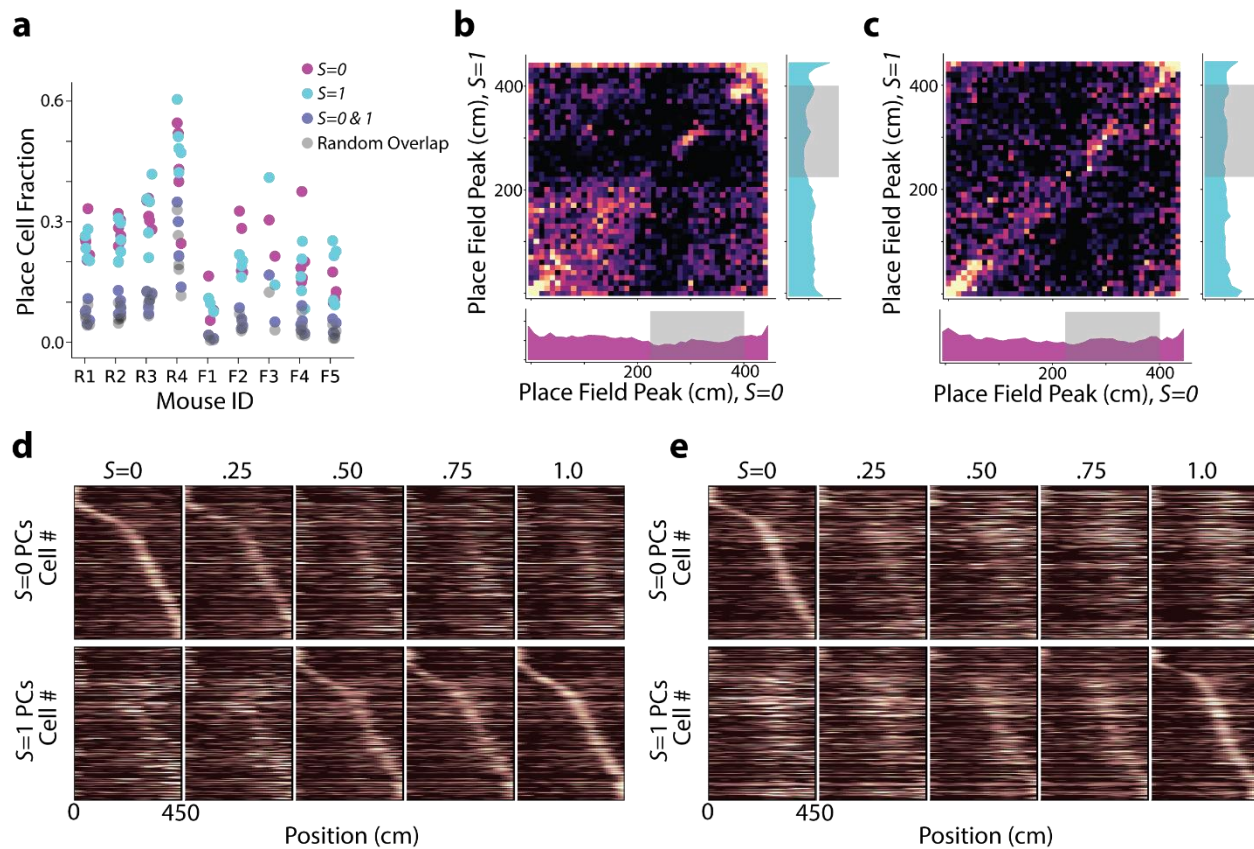 a
b
c
S=0
S=1
S=0 & 1
Random Overlap
0.6
0.3
0.0
Place Cell Fraction
R1 R2 R3 R4 F1 F2 F3 F4 F5
Mouse ID
Place Field Peak (cm), S=1
400
200
200 400
Place Field Peak (cm), S=0
Place Field Peak (cm), S=1
400
200
200 400
Place Field Peak (cm), S=0
d
S=0 .25 .50 .75 1.0
S=0 PCs
Cell #
S=1 PCs
Cell #
0 450
Position (cm)
e
S=0 .25 .50 .75 1.0
S=0 PCs
Cell #
S=1 PCs
Cell #
0 450
Position (cm)